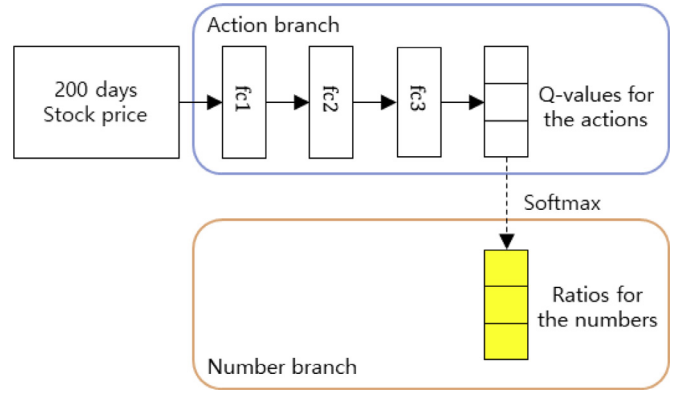 Action branch
200 days
Stock price
fc1
fc2
fc3
Q-values for
the actions
Softmax
Ratios for
the numbers
Number branch